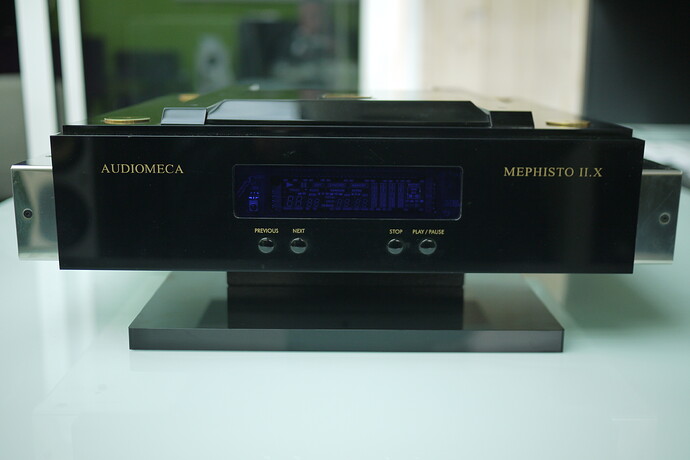 AUDIOMECA
MEPHISTO II.X
PREVIOUS NEXT STOP PLAY / PAUSE